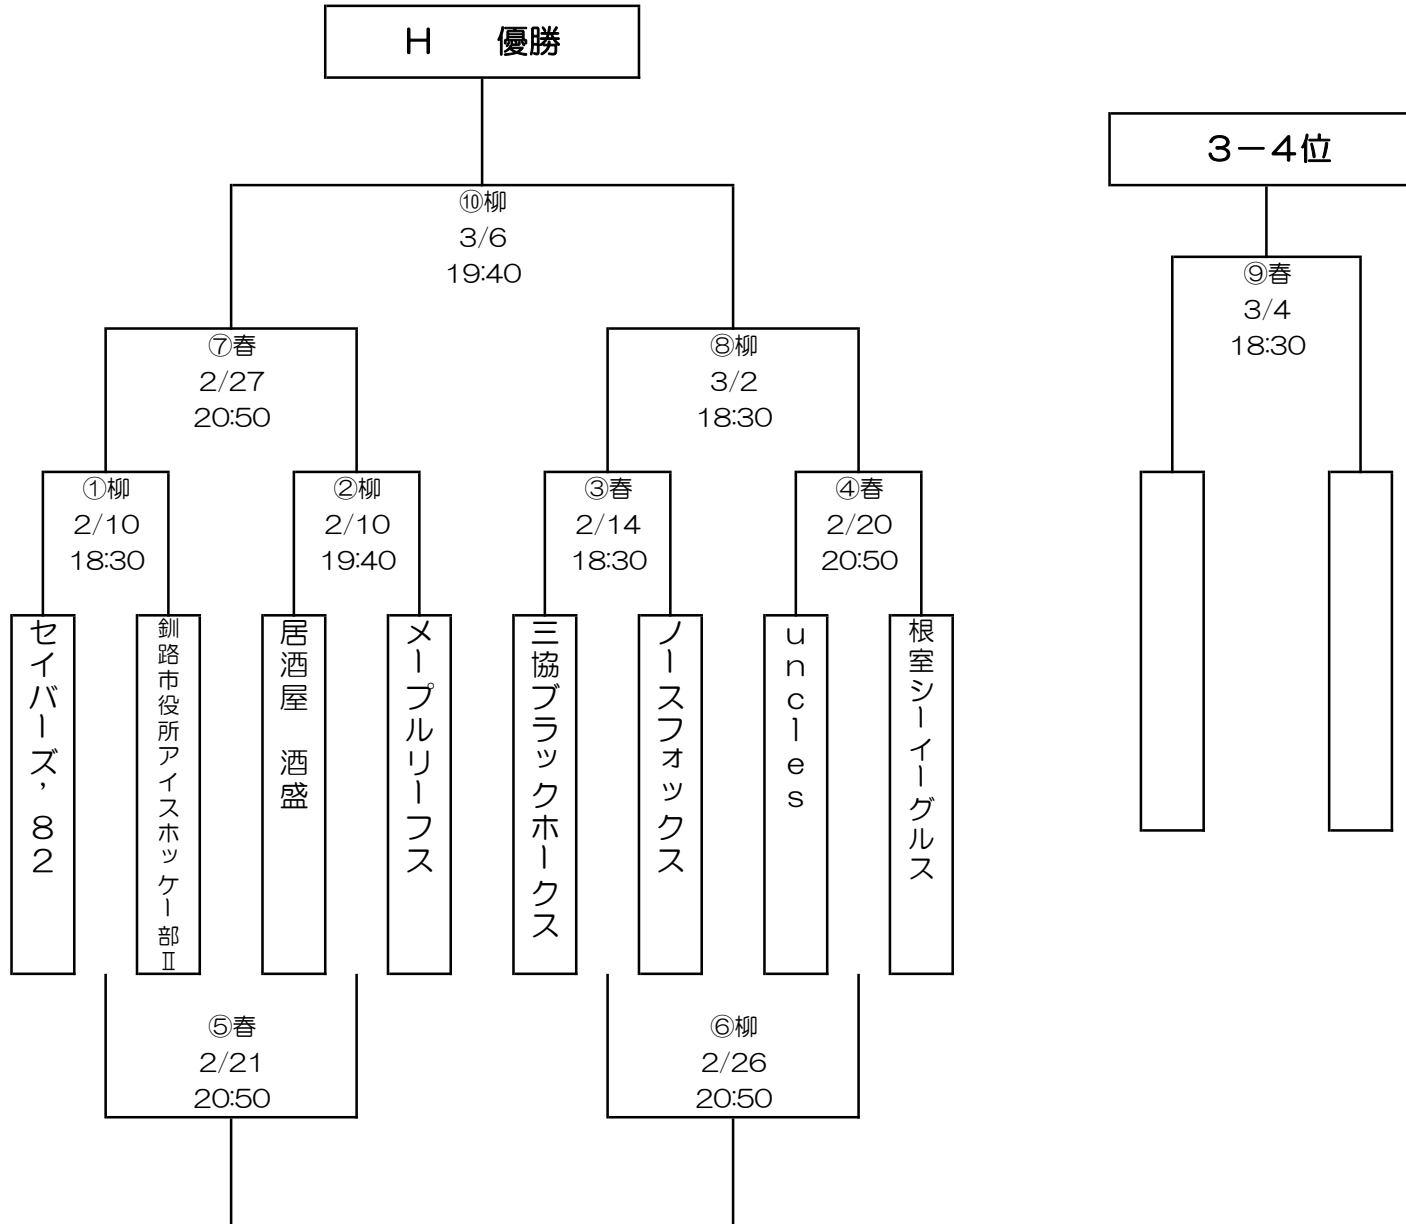 H　優勝
3－4位
⑩柳
3/6
19:40
⑨春
3/4
18:30
⑦春
2/27
20:50
⑧柳
3/2
18:30
①柳
2/10
18:30
②柳
2/10
19:40
③春
2/14
18:30
④春
2/20
20:50
セイバーズ’82
釧路市役所アイスホッケー部Ⅱ
居酒屋　酒盛
メープルリーフス
三協ブラックホークス
ノースフォックス
uncles
根室シーイーグルス
⑤春
2/21
20:50
⑥柳
2/26
20:50